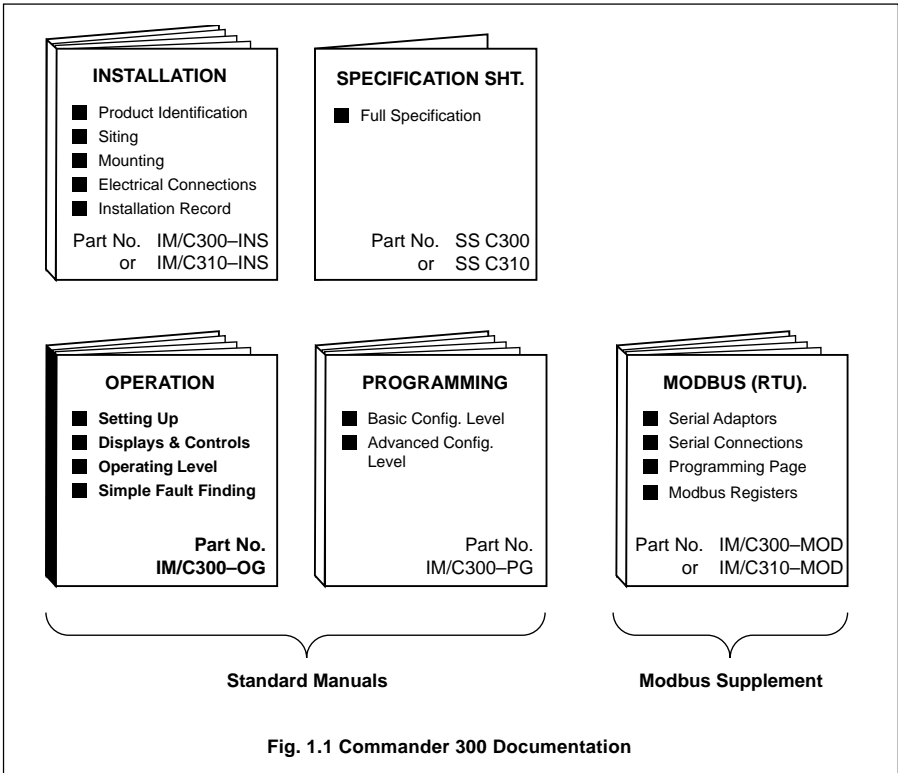 INSTALLATION
Product Identification
Siting
Mounting
Electrical Connections
Installation Record
Part No. IM/C300–INS
or IM/C310–INS
SPECIFICATION SHT.
Full Specification
Part No. SS C300
or SS C310
OPERATION
Setting Up
Displays & Controls
Operating Level
Simple Fault Finding
Part No.
IM/C300–OG
PROGRAMMING
Basic Config. Level
Advanced Config.
Level
Part No.
IM/C300–PG
MODBUS (RTU).
Serial Adaptors
Serial Connections
Programming Page
Modbus Registers
Part No. IM/C300–MOD
or IM/C310–MOD
Standard Manuals
Modbus Supplement
Fig. 1.1 Commander 300 Documentation